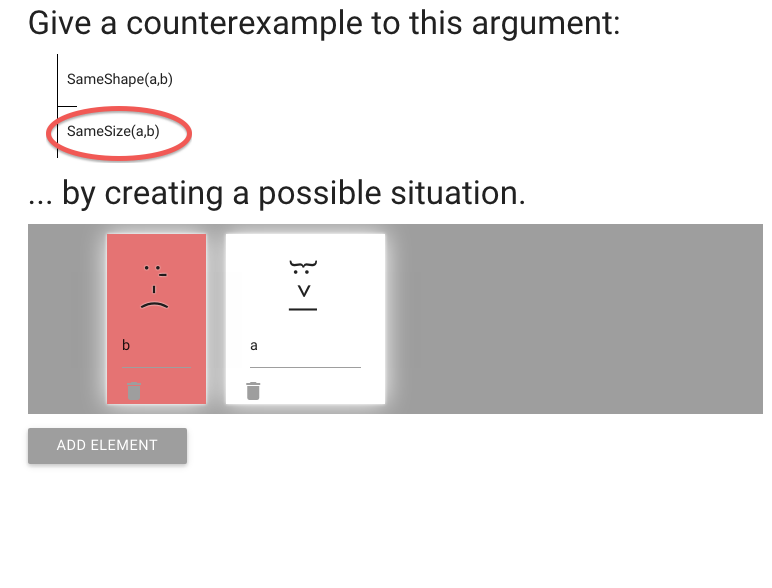 Give a counterexample to this argument:
SameShape(a,b)
SameSize(a,b)
... by creating a possible situation.
b
a
ADD ELEMENT